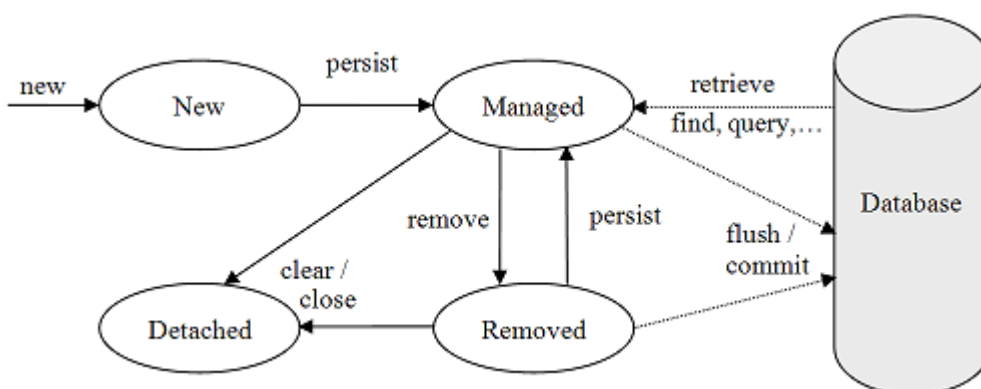 new
New
persist
Managed
retrieve
find, query,...
Database
remove
persist
flush /
commit
clear /
close
Detached
Removed